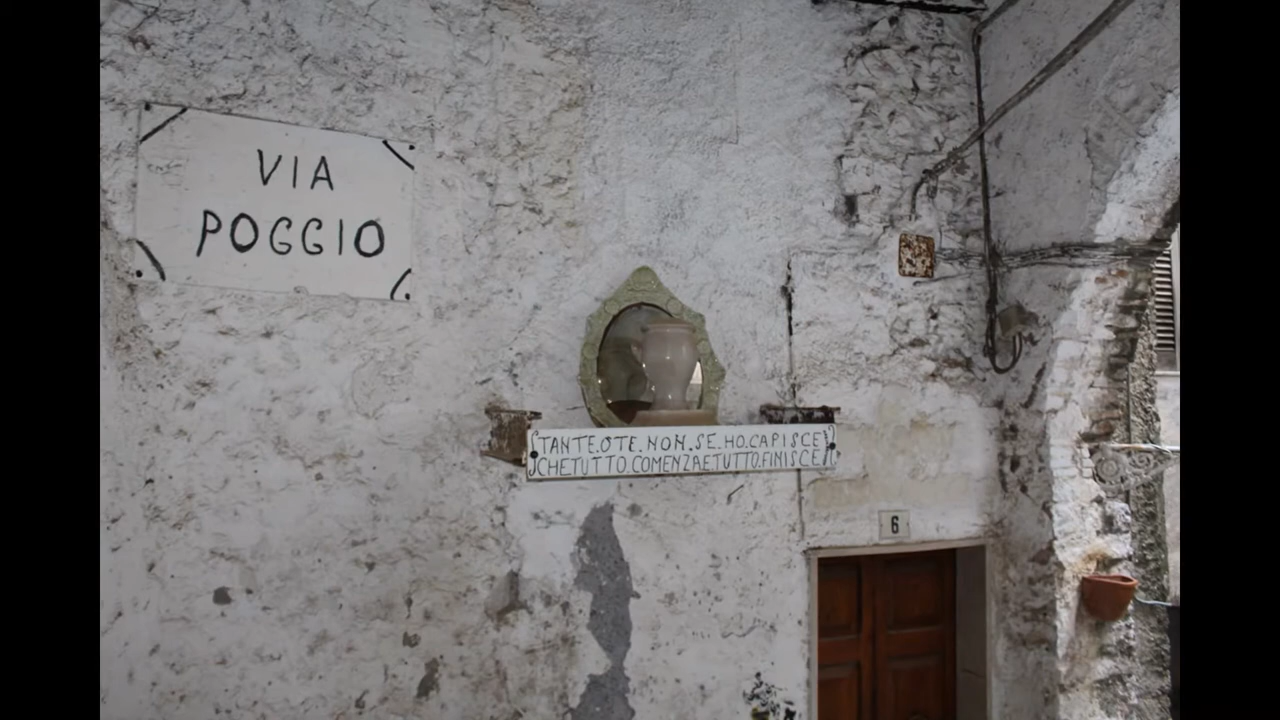 VIA
POGGIO
TANTE.OTE.NON.SE.HO.CAPISCE
CHETUTTO.COMENZAETUTTO.FINISCE
6